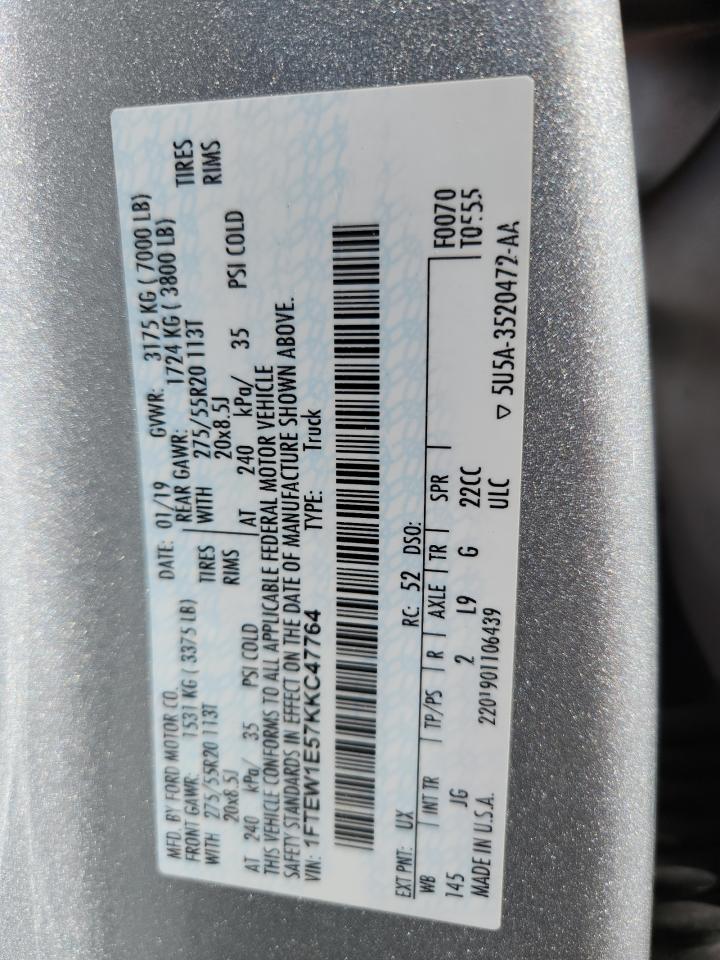 MFD. BY FORD MOTOR CO. DATE: 01/19 GVWR: 3175 KG ( 7000 LB)
FRONT GAWR: 1531 KG ( 3375 LB) REAR GAWR: 1724 KG ( 3800 LB)
WITH 275/55R20 113T TIRES WITH 275/55R20 113T TIRES
20x8.5J RIMS 20x8.5J RIMS
AT 240 kPa/ 35 PSI COLD AT 240 kPa/ 35 PSI COLD
THIS VEHICLE CONFORMS TO ALL APPLICABLE FEDERAL MOTOR VEHICLE
SAFETY STANDARDS IN EFFECT ON THE DATE OF MANUFACTURE SHOWN ABOVE.
VIN: 1FTEW1E57KKC47764 TYPE: Truck
EXT PNT: UX RC: 52 DSO:
WB INT TR TP/PS R AXLE TR SPR F0070
145 JG 2 L9 G 22CC T0555
MADE IN U.S.A. 2201901106439 ULC
▽ 5U5A-3520472-AA